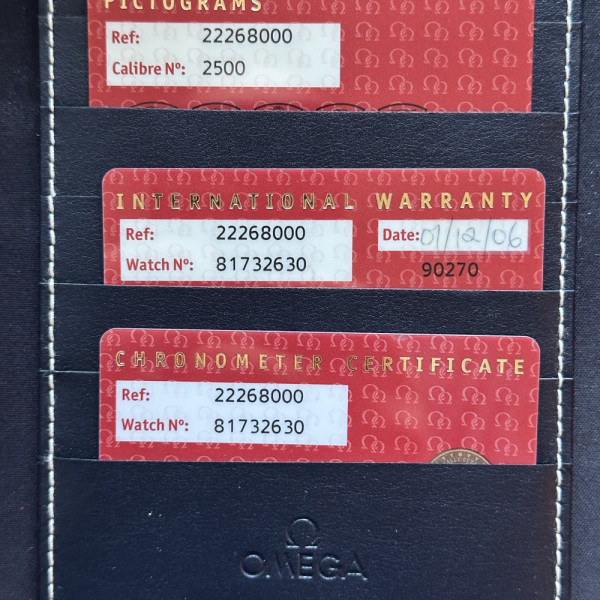 PICTOGRAMS
Ref: 22268000
Calibre Nº: 2500
INTERNATIONAL WARRANTY
Ref: 22268000
Date: 01/12/06
Watch Nº: 81732630
90270
CHRONOMETER CERTIFICATE
Ref: 22268000
Watch Nº: 81732630
OMEGA